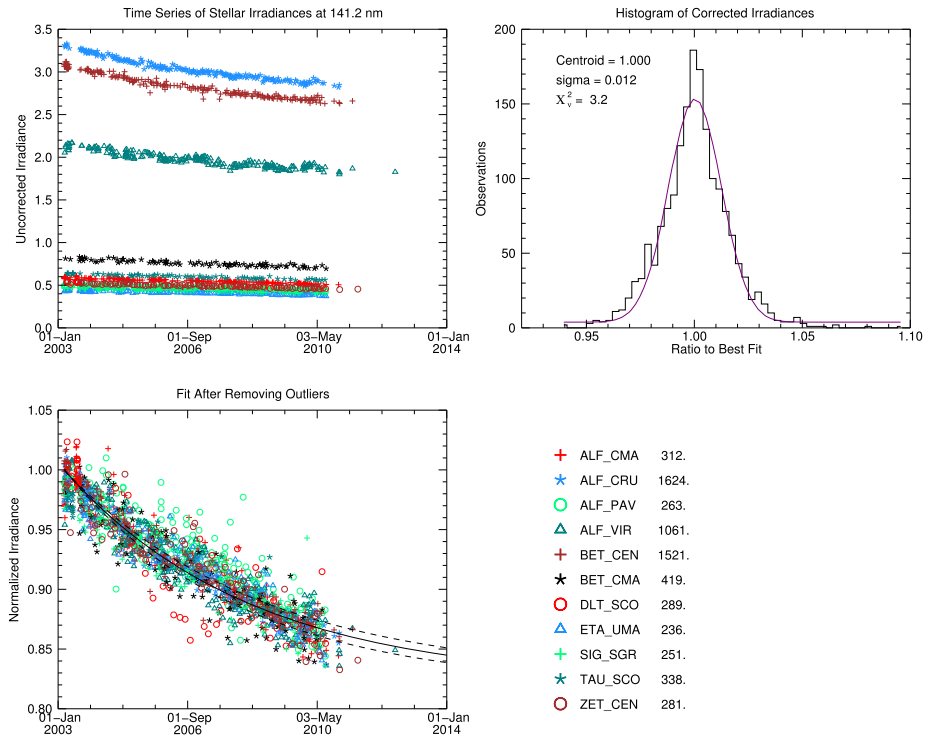 Time Series of Stellar Irradiances at 141.2 nm
Uncorrected Irradiance
3.5
3.0
2.5
2.0
1.5
1.0
0.5
0.0
01–Jan 01–Sep 03–May 01–Jan
2003 2006 2010 2014
Histogram of Corrected Irradiances
Observations
200
150
100
50
0
Centroid = 1.000
sigma = 0.012
X²ᵥ = 3.2
0.95 1.00 1.05 1.10
Ratio to Best Fit
Fit After Removing Outliers
Normalized Irradiance
1.05
1.00
0.95
0.90
0.85
0.80
01–Jan 01–Sep 03–May 01–Jan
2003 2006 2010 2014
ALF_CMA 312.
ALF_CRU 1624.
ALF_PAV 263.
ALF_VIR 1061.
BET_CEN 1521.
BET_CMA 419.
DLT_SCO 289.
ETA_UMA 236.
SIG_SGR 251.
TAU_SCO 338.
ZET_CEN 281.